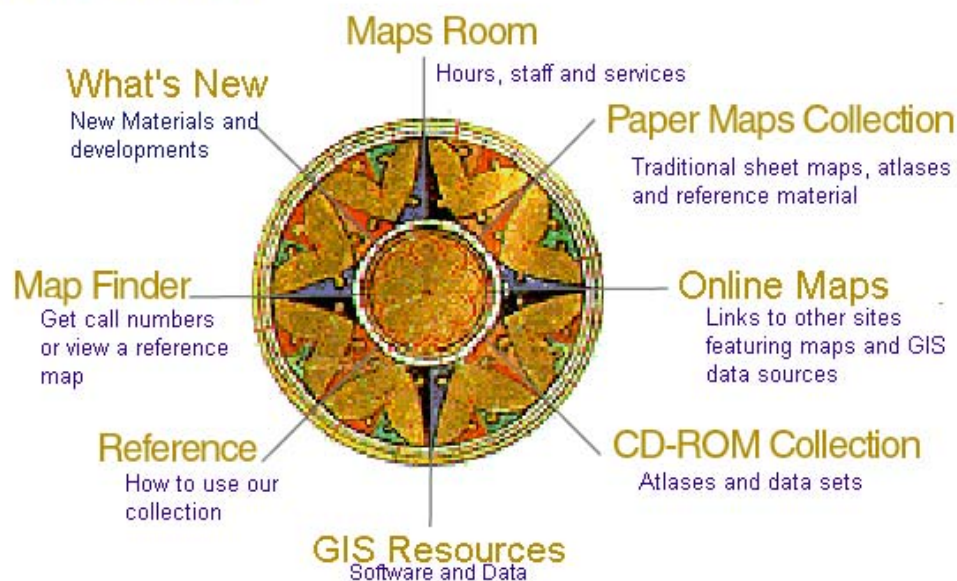 Maps Room
Hours, staff and services
What's New
New Materials and
developments
Paper Maps Collection
Traditional sheet maps, atlases
and reference material
Map Finder
Get call numbers
or view a reference
map
Online Maps
Links to other sites
featuring maps and GIS
data sources
Reference
How to use our
collection
CD-ROM Collection
Atlases and data sets
GIS Resources
Software and Data